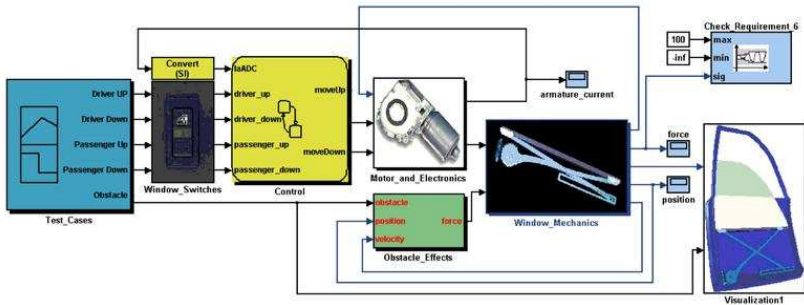 Check_Requirement_6
100
max
-inf
min
sig
Convert
(SI)
IaADC
Driver UP
driver_up
moveUp
armature_current
Driver Down
driver_down
Passenger Up
passenger_up
force
moveDown
Passenger Down
passenger_down
Window_Switches
Control
Motor_and_Electronics
Obstacle
position
Test_Cases
obstacle
position
force
velocity
Window_Mechanics
Obstacle_Effects
Visualization1